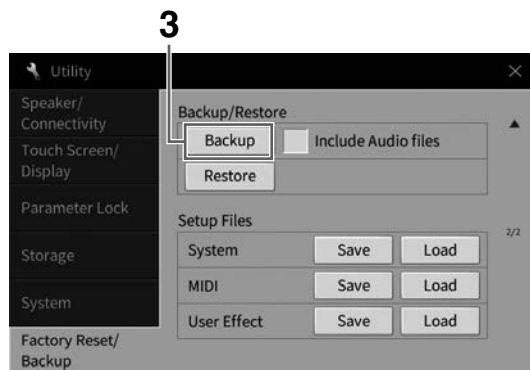 3
Utility
Speaker/
Connectivity
Touch Screen/
Display
Parameter Lock
Storage
System
Factory Reset/
Backup
Backup/Restore
Backup
Include Audio files
Restore
2/2
Setup Files
System Save Load
MIDI Save Load
User Effect Save Load